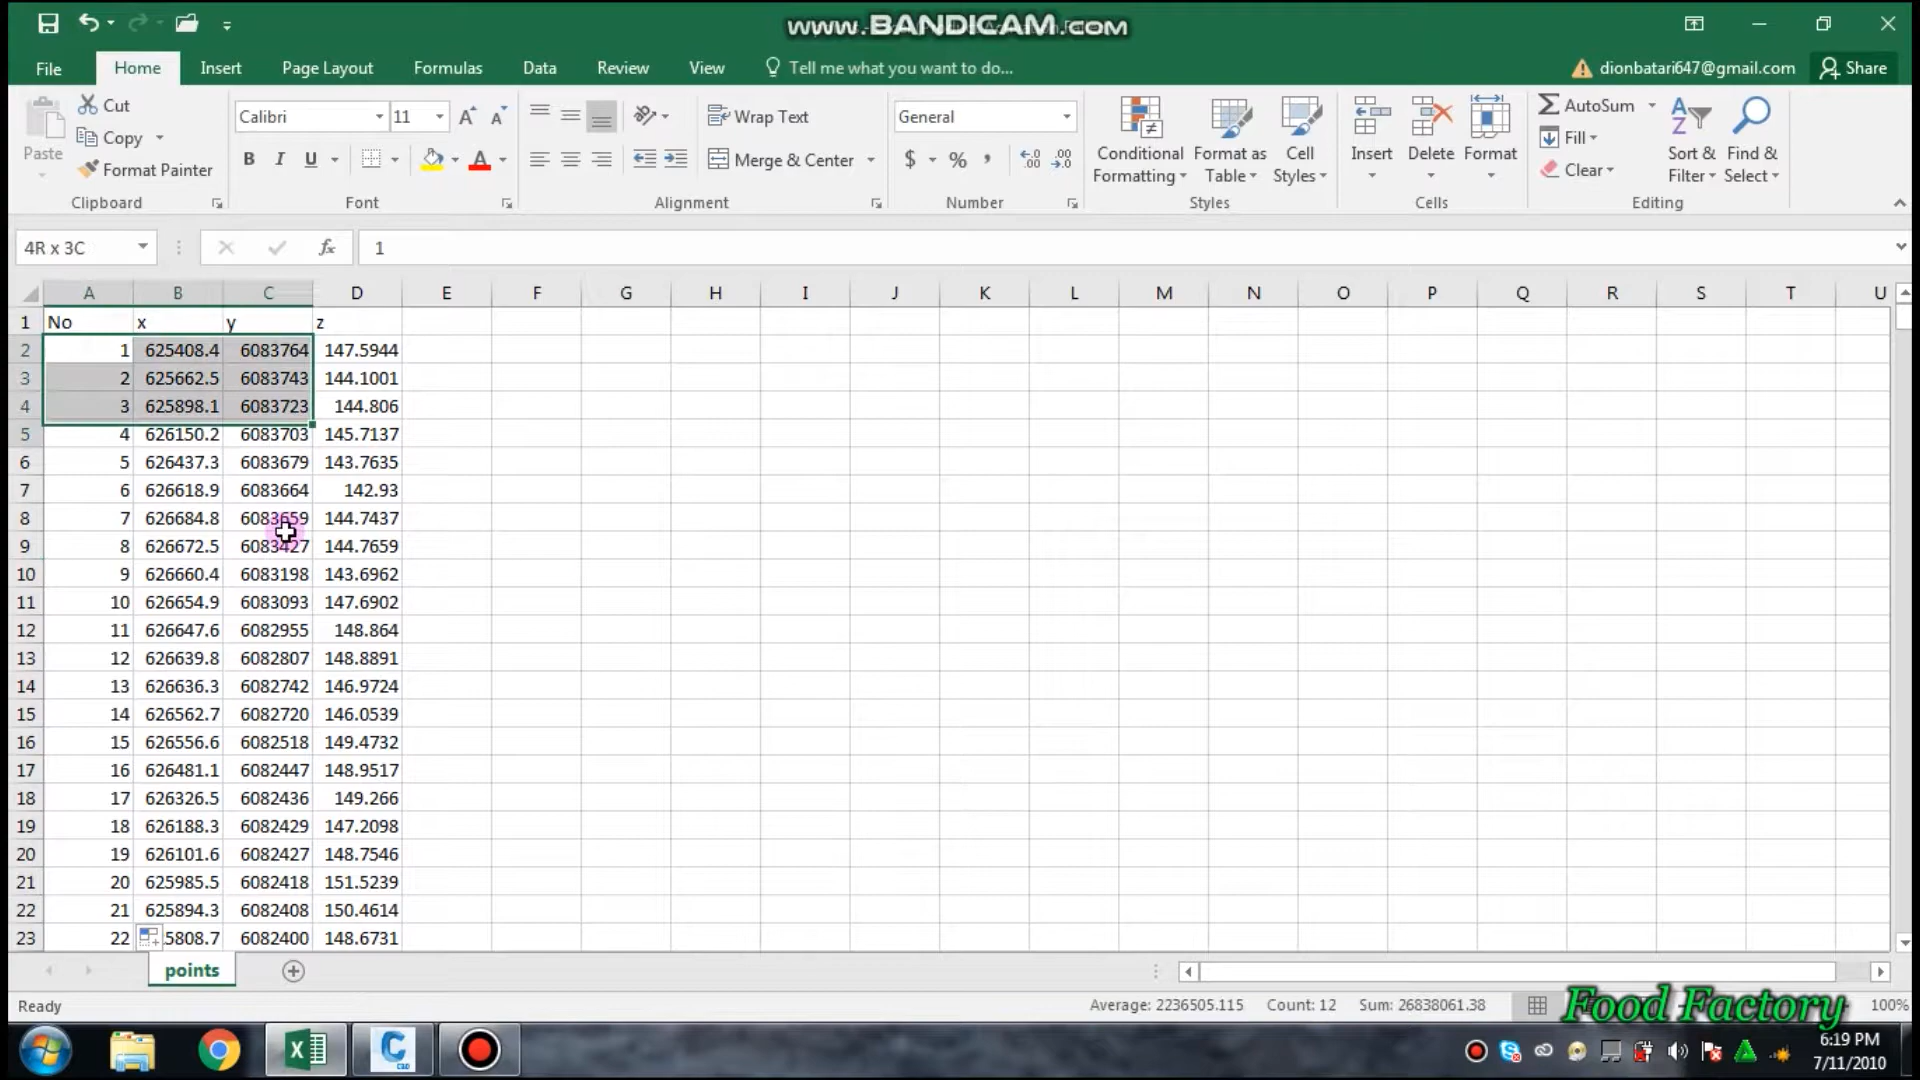 www.BANDICAM.com
File Home Insert Page Layout Formulas Data Review View Tell me what you want to do... dionbatari647@gmail.com Share
Cut
Copy
Format Painter
Paste
Clipboard
Calibri 11
B I U
Font
Wrap Text
Merge & Center
Alignment
General
$ % ,
Number
Conditional Formatting
Format as Table
Cell Styles
Styles
Insert Delete Format
Cells
AutoSum
Fill
Clear
Sort & Filter
Find & Select
Editing
4R x 3C fx 1
A B C D E F G H I J K L M N O P Q R S T U
1 No x y z
2 1 625408.4 6083764 147.5944
3 2 625662.5 6083743 144.1001
4 3 625898.1 6083723 144.806
5 4 626150.2 6083703 145.7137
6 5 626437.3 6083679 143.7635
7 6 626618.9 6083664 142.93
8 7 626684.8 6083659 144.7437
9 8 626672.5 6083427 144.7659
10 9 626660.4 6083198 143.6962
11 10 626654.9 6083093 147.6902
12 11 626647.6 6082955 148.864
13 12 626639.8 6082807 148.8891
14 13 626636.3 6082742 146.9724
15 14 626562.7 6082720 146.0539
16 15 626556.6 6082518 149.4732
17 16 626481.1 6082447 148.9517
18 17 626326.5 6082436 149.266
19 18 626188.3 6082429 147.2098
20 19 626101.6 6082427 148.7546
21 20 625985.5 6082418 151.5239
22 21 625894.3 6082408 150.4614
23 22 5808.7 6082400 148.6731
points
Ready Average: 2236505.115 Count: 12 Sum: 26838061.38 100%
Food Factory
6:19 PM
7/11/2010